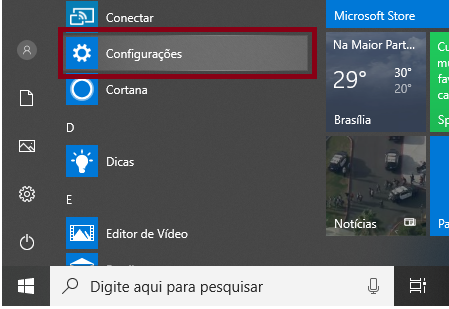 Conectar
Configurações
Cortana
D
Dicas
E
Editor de Vídeo
Microsoft Store
Na Maior Part...
29°
30°
20°
Brasília
Notícias
Digite aqui para pesquisar